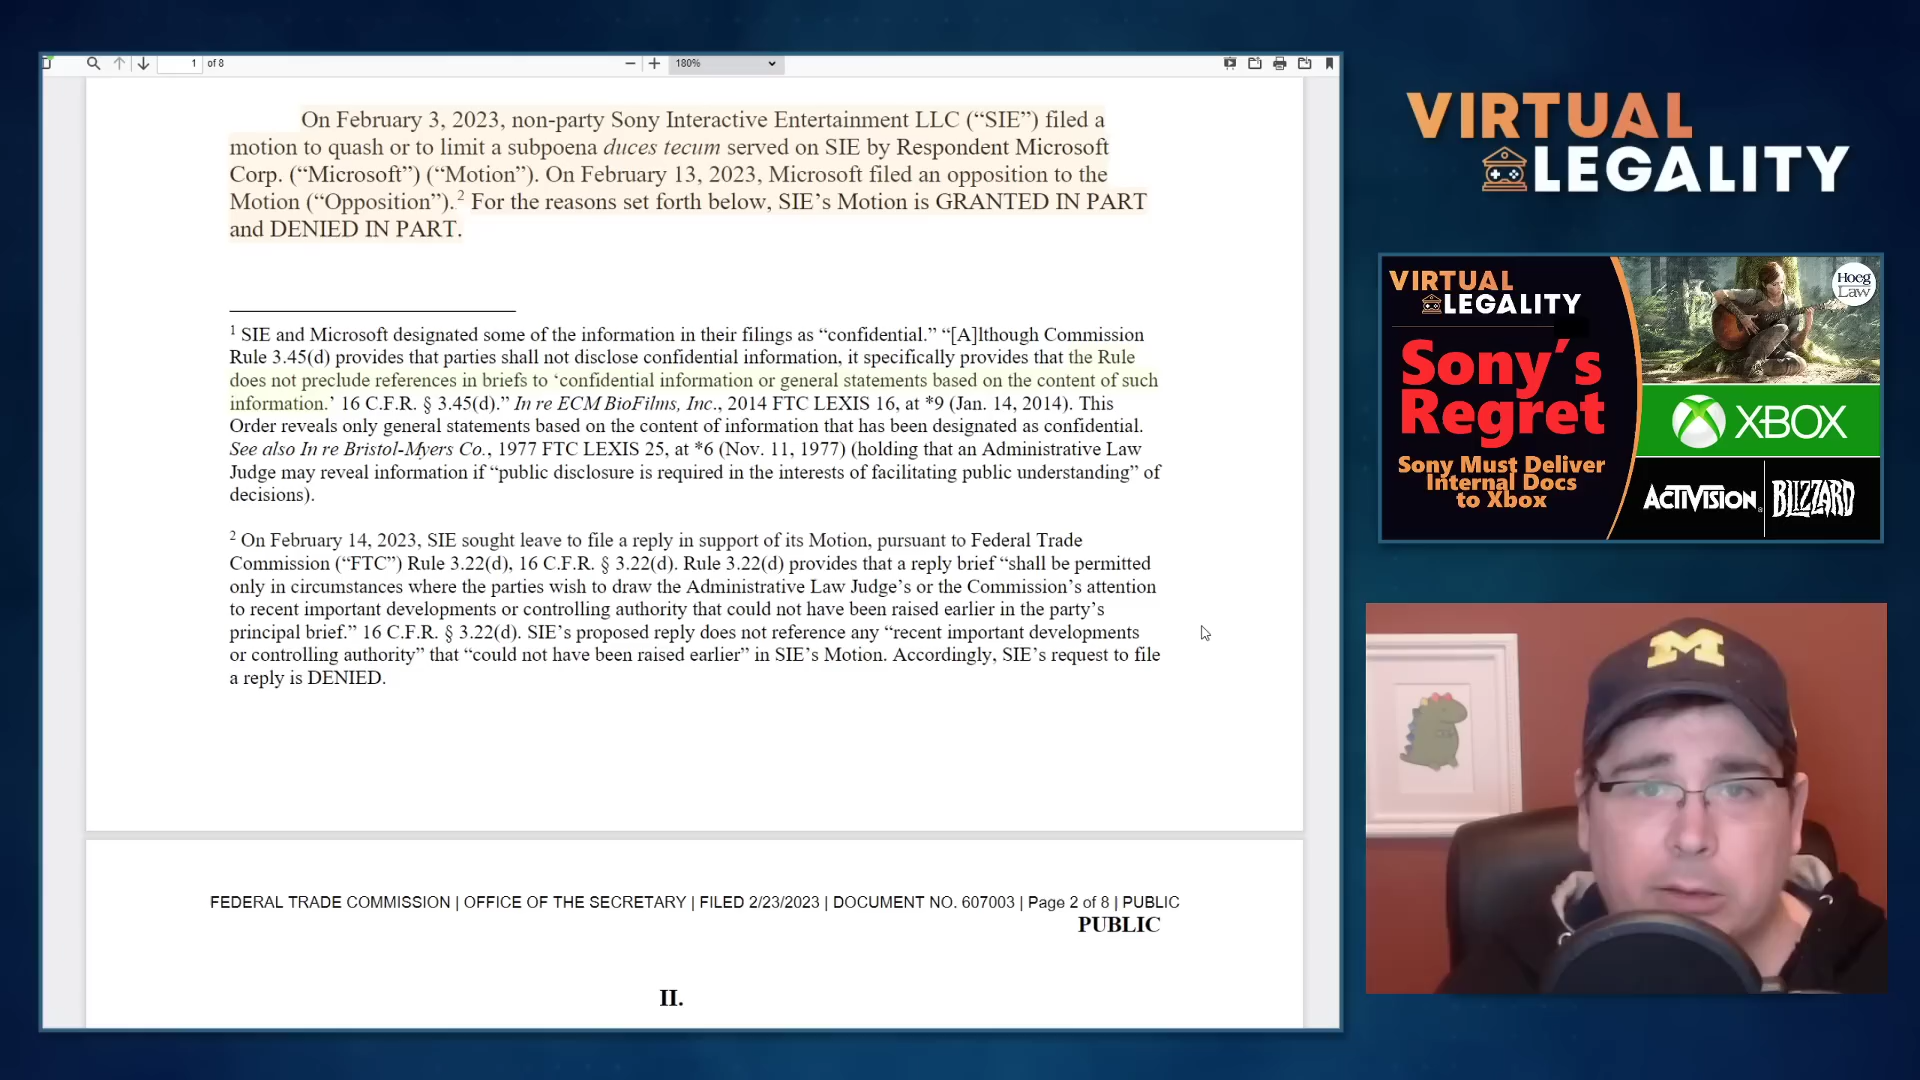 1 of 8
180%
On February 3, 2023, non-party Sony Interactive Entertainment LLC (“SIE”) filed a
motion to quash or to limit a subpoena duces tecum served on SIE by Respondent Microsoft
Corp. (“Microsoft”) (“Motion”). On February 13, 2023, Microsoft filed an opposition to the
Motion (“Opposition”).2 For the reasons set forth below, SIE’s Motion is GRANTED IN PART
and DENIED IN PART.
1 SIE and Microsoft designated some of the information in their filings as “confidential.” “[A]lthough Commission
Rule 3.45(d) provides that parties shall not disclose confidential information, it specifically provides that the Rule
does not preclude references in briefs to ‘confidential information or general statements based on the content of such
information.’ 16 C.F.R. § 3.45(d).” In re ECM BioFilms, Inc., 2014 FTC LEXIS 16, at *9 (Jan. 14, 2014). This
Order reveals only general statements based on the content of information that has been designated as confidential.
See also In re Bristol-Myers Co., 1977 FTC LEXIS 25, at *6 (Nov. 11, 1977) (holding that an Administrative Law
Judge may reveal information if “public disclosure is required in the interests of facilitating public understanding” of
decisions).
2 On February 14, 2023, SIE sought leave to file a reply in support of its Motion, pursuant to Federal Trade
Commission (“FTC”) Rule 3.22(d), 16 C.F.R. § 3.22(d). Rule 3.22(d) provides that a reply brief “shall be permitted
only in circumstances where the parties wish to draw the Administrative Law Judge’s or the Commission’s attention
to recent important developments or controlling authority that could not have been raised earlier in the party’s
principal brief.” 16 C.F.R. § 3.22(d). SIE’s proposed reply does not reference any “recent important developments
or controlling authority” that “could not have been raised earlier” in SIE’s Motion. Accordingly, SIE’s request to file
a reply is DENIED.
FEDERAL TRADE COMMISSION | OFFICE OF THE SECRETARY | FILED 2/23/2023 | DOCUMENT NO. 607003 | Page 2 of 8 | PUBLIC
PUBLIC
II.
VIRTUAL
LEGALITY
VIRTUAL
LEGALITY
Sony’s
Regret
Sony Must Deliver
Internal Docs
to Xbox
Hoeg
Law
XBOX
ACTIVISION
BLIZZARD
M